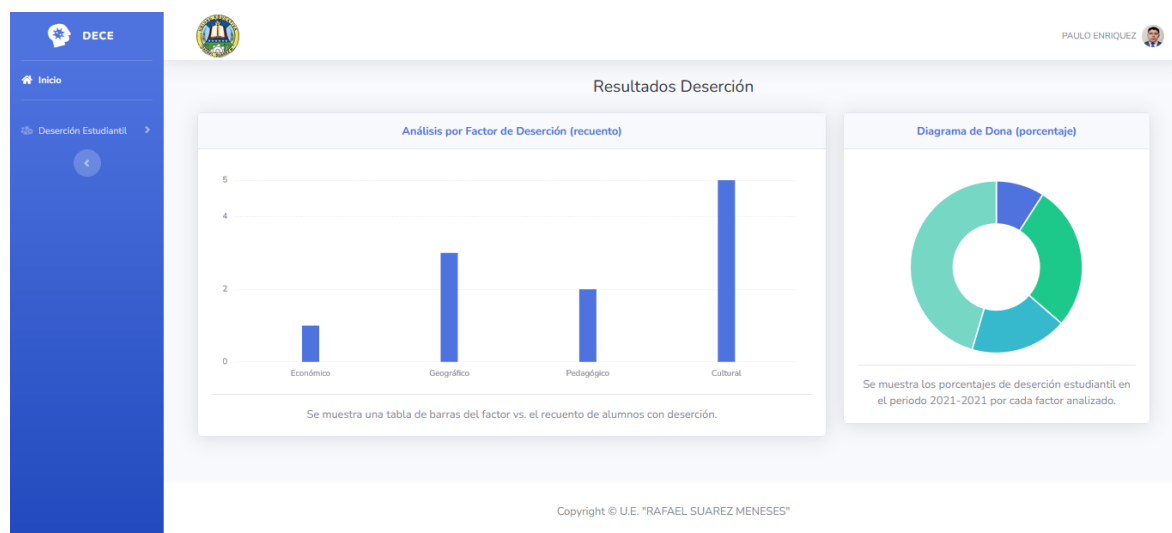 DECE
PAULO ENRIQUEZ
Inicio
Deserción Estudiantil
Resultados Deserción
Análisis por Factor de Deserción (recuento)
5
4
2
0
Económico
Geográfico
Pedagógico
Cultural
Se muestra una tabla de barras del factor vs. el recuento de alumnos con deserción.
Diagrama de Dona (porcentaje)
Se muestra los porcentajes de deserción estudiantil en
el periodo 2021-2021 por cada factor analizado.
Copyright © U.E. "RAFAEL SUAREZ MENESES"